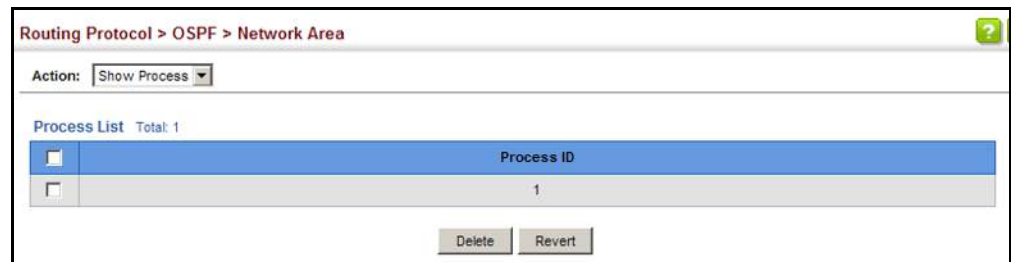 Routing Protocol > OSPF > Network Area
?
Action: Show Process
Process List Total: 1
Process ID
1
Delete Revert